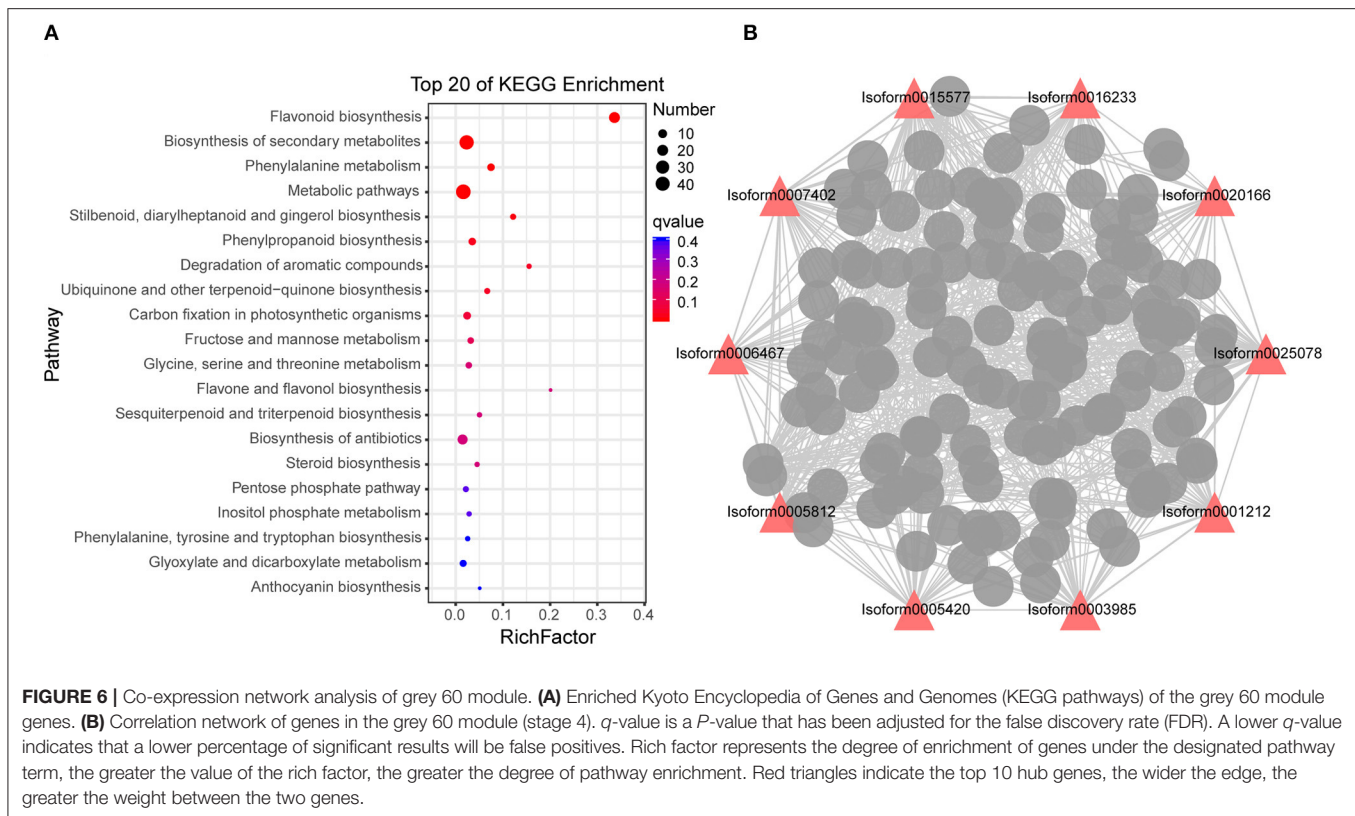 A
B
Top 20 of KEGG Enrichment
Pathway
Flavonoid biosynthesis
Biosynthesis of secondary metabolites
Phenylalanine metabolism
Metabolic pathways
Stilbenoid, diarylheptanoid and gingerol biosynthesis
Phenylpropanoid biosynthesis
Degradation of aromatic compounds
Ubiquinone and other terpenoid−quinone biosynthesis
Carbon fixation in photosynthetic organisms
Fructose and mannose metabolism
Glycine, serine and threonine metabolism
Flavone and flavonol biosynthesis
Sesquiterpenoid and triterpenoid biosynthesis
Biosynthesis of antibiotics
Steroid biosynthesis
Pentose phosphate pathway
Inositol phosphate metabolism
Phenylalanine, tyrosine and tryptophan biosynthesis
Glyoxylate and dicarboxylate metabolism
Anthocyanin biosynthesis
0.0 0.1 0.2 0.3 0.4
RichFactor
Number
10
20
30
40
qvalue
0.4
0.3
0.2
0.1
Isoform0015577
Isoform0016233
Isoform0007402
Isoform0020166
Isoform0006467
Isoform0025078
Isoform0005812
Isoform0001212
Isoform0005420
Isoform0003985
FIGURE 6 | Co-expression network analysis of grey 60 module. (A) Enriched Kyoto Encyclopedia of Genes and Genomes (KEGG pathways) of the grey 60 module
genes. (B) Correlation network of genes in the grey 60 module (stage 4). q-value is a P-value that has been adjusted for the false discovery rate (FDR). A lower q-value
indicates that a lower percentage of significant results will be false positives. Rich factor represents the degree of enrichment of genes under the designated pathway
term, the greater the value of the rich factor, the greater the degree of pathway enrichment. Red triangles indicate the top 10 hub genes, the wider the edge, the
greater the weight between the two genes.